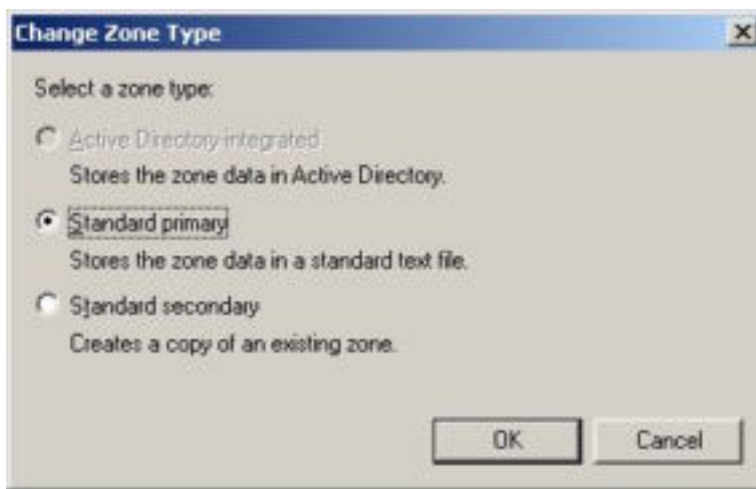 Change Zone Type
Select a zone type:
Active Directory-integrated
Stores the zone data in Active Directory.
Standard primary
Stores the zone data in a standard text file.
Standard secondary
Creates a copy of an existing zone.
OK Cancel